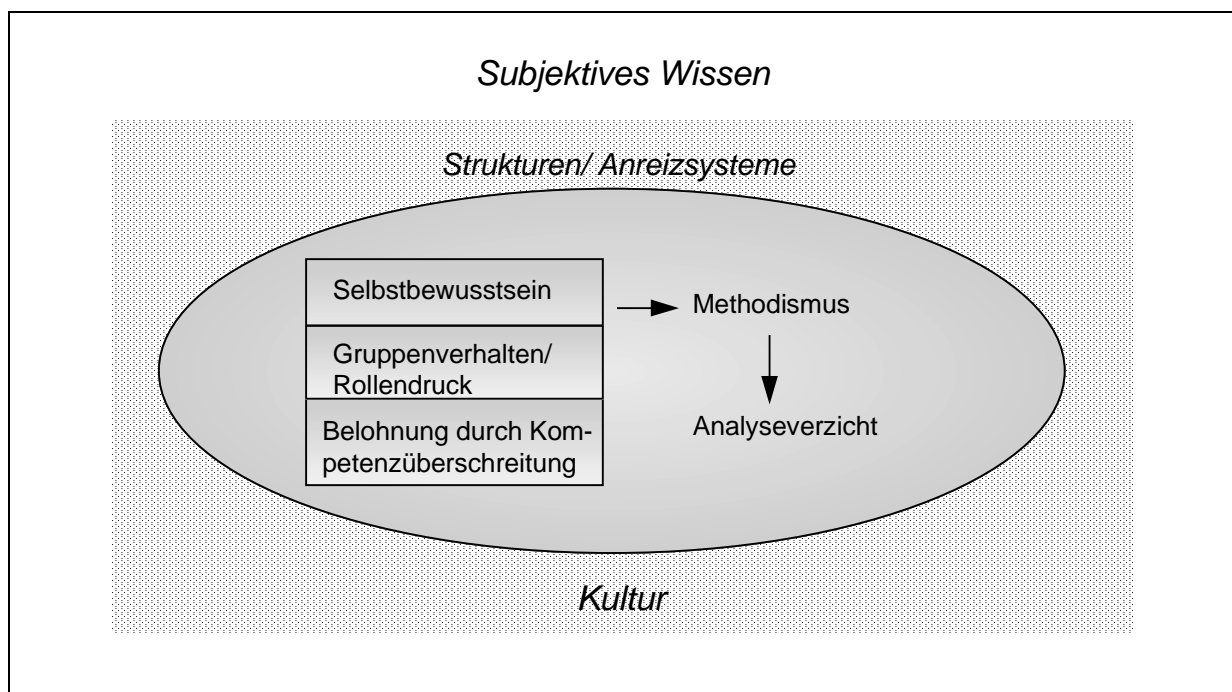 Subjektives Wissen
Strukturen/ Anreizsysteme
Selbstbewusstsein
Gruppenverhalten/
Rollendruck
Belohnung durch Kom-
petenzüberschreitung
Methodismus
Analyseverzicht
Kultur